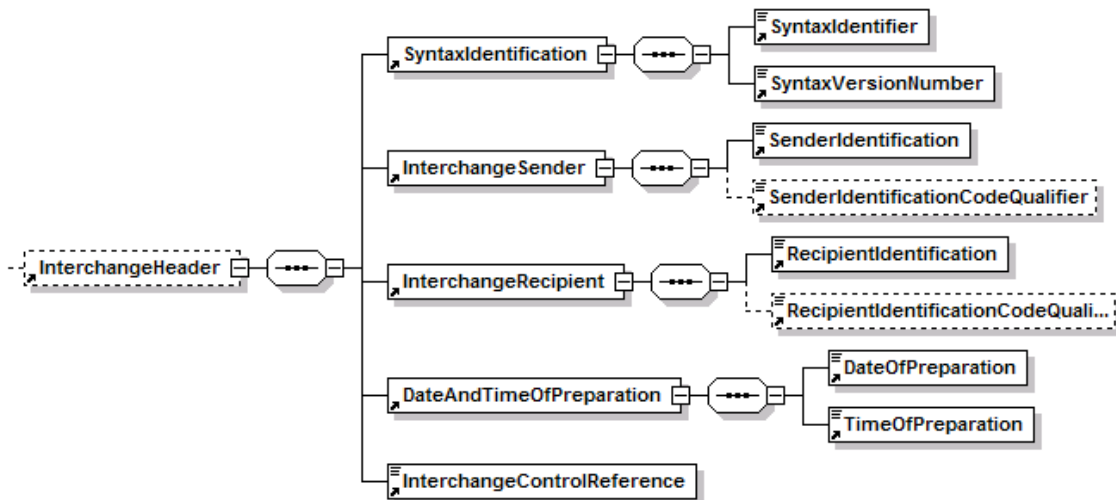 SyntaxIdentifier
SyntaxIdentification
SyntaxVersionNumber
SenderIdentification
InterchangeSender
SenderIdentificationCodeQualifier
InterchangeHeader
RecipientIdentification
InterchangeRecipient
RecipientIdentificationCodeQuali...
DateOfPreparation
DateAndTimeOfPreparation
TimeOfPreparation
InterchangeControlReference